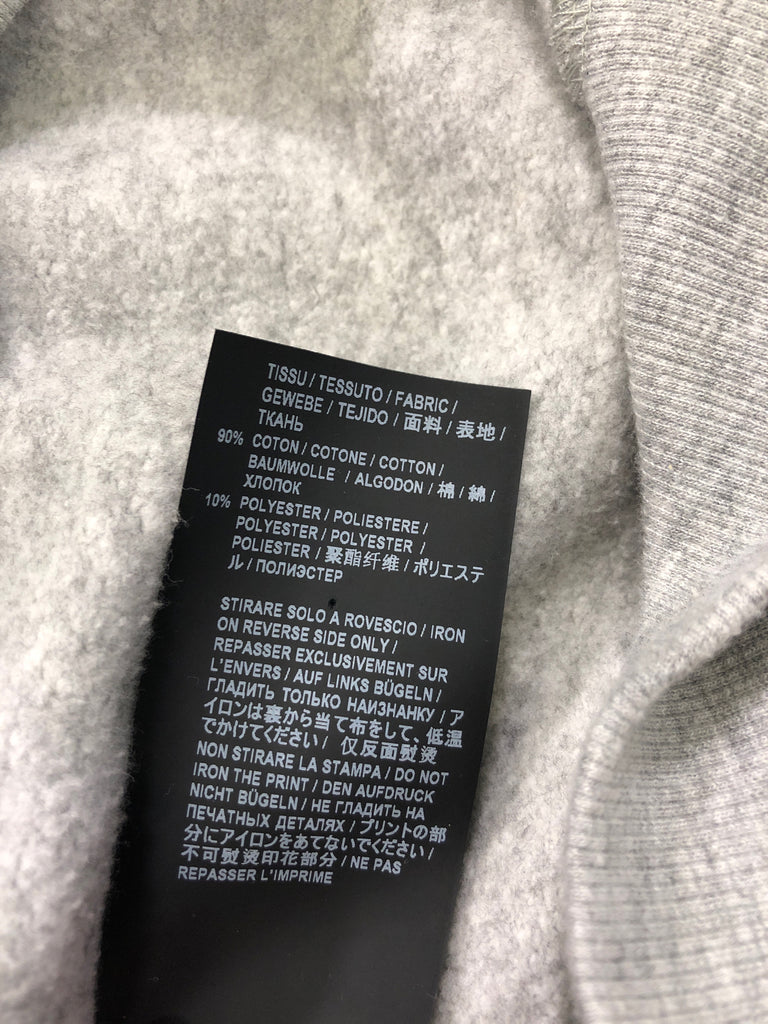 TISSU / TESSUTO / FABRIC /
GEWEBE / TEJIDO / 面料 / 表地 /
ТКАНЬ
90% COTON / COTONE / COTTON /
BAUMWOLLE / ALGODON / 棉 / 綿 /
ХЛОПОК
10% POLYESTER / POLIESTERE /
POLYESTER / POLYESTER /
POLIESTER / 聚酯纤维 / ポリエステ
ル / ПОЛИЭСТЕР
STIRARE SOLO A ROVESCIO / IRON
ON REVERSE SIDE ONLY /
REPASSER EXCLUSIVEMENT SUR
L'ENVERS / AUF LINKS BÜGELN /
ГЛАДИТЬ ТОЛЬКО НАИЗНАНКУ / ア
イロンは裏から当て布をして、低温
でかけてください / 仅反面熨烫
NON STIRARE LA STAMPA / DO NOT
IRON THE PRINT / DEN AUFDRUCK
NICHT BÜGELN / НЕ ГЛАДИТЬ НА
ПЕЧАТНЫХ ДЕТАЛЯХ / プリントの部
分にアイロンをあてないでください /
不可熨烫印花部分 / NE PAS
REPASSER L'IMPRIME